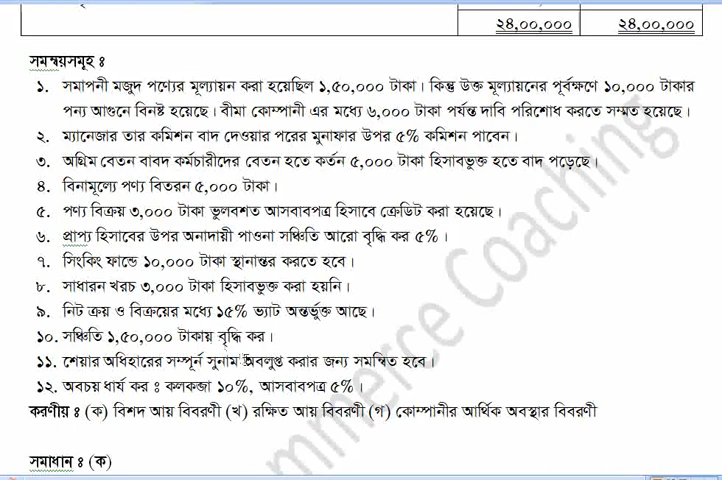 ২৪,০০,০০০ ২৪,০০,০০০
সমন্বয়সমূহ ঃ
১. সমাপনী মজুদ পণ্যের মূল্যায়ন করা হয়েছিল ১,৫০,০০০ টাকা। কিন্তু উক্ত মূল্যায়নের পূর্বক্ষণে ১০,০০০ টাকার
পন্য আগুনে বিনষ্ট হয়েছে। বীমা কোম্পানী এর মধ্যে ৬,০০০ টাকা পর্যন্ত দাবি পরিশোধ করতে সম্মত হয়েছে।
২. ম্যানেজার তার কমিশন বাদ দেওয়ার পরের মুনাফার উপর ৫% কমিশন পাবেন।
৩. অগ্রিম বেতন বাবদ কর্মচারীদের বেতন হতে কর্তন ৫,০০০ টাকা হিসাবভুক্ত হতে বাদ পড়েছে।
৪. বিনামূল্যে পণ্য বিতরন ৫,০০০ টাকা।
৫. পণ্য বিক্রয় ৩,০০০ টাকা ভুলবশত আসবাবপত্র হিসাবে ক্রেডিট করা হয়েছে।
৬. প্রাপ্য হিসাবের উপর অনাদায়ী পাওনা সঞ্চিতি আরো বৃদ্ধি কর ৫%।
৭. সিংকিং ফান্ডে ১০,০০০ টাকা স্থানান্তর করতে হবে।
৮. সাধারন খরচ ৩,০০০ টাকা হিসাবভুক্ত করা হয়নি।
৯. নিট ক্রয় ও বিক্রয়ের মধ্যে ১৫% ভ্যাট অন্তর্ভুক্ত আছে।
১০. সঞ্চিতি ১,৫০,০০০ টাকায় বৃদ্ধি কর।
১১. শেয়ার অধিহারের সম্পূর্ন সুনাম অবলুপ্ত করার জন্য সমন্বিত হবে।
১২. অবচয় ধার্য কর ঃ কলকজা ১০%, আসবাবপত্র ৫%।
করণীয় ঃ (ক) বিশদ আয় বিবরণী (খ) রক্ষিত আয় বিবরণী (গ) কোম্পানীর আর্থিক অবস্থার বিবরণী
সমাধান ঃ (ক)
mmerce Coaching